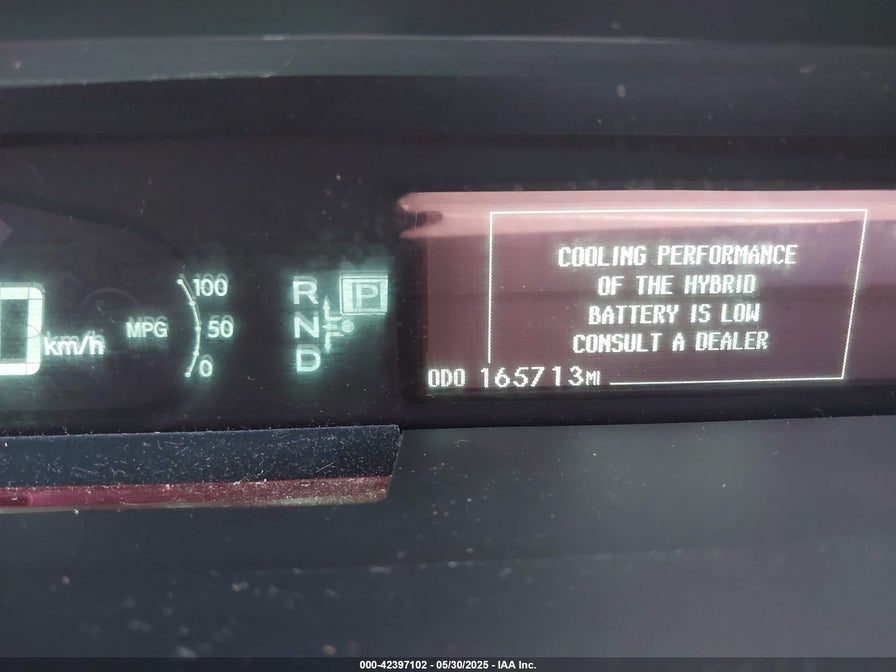 km/h
MPG
100
50
0
R
N
D
P
COOLING PERFORMANCE
OF THE HYBRID
BATTERY IS LOW
CONSULT A DEALER
ODO 165713MI
000-42397102 - 05/30/2025 - IAA Inc.